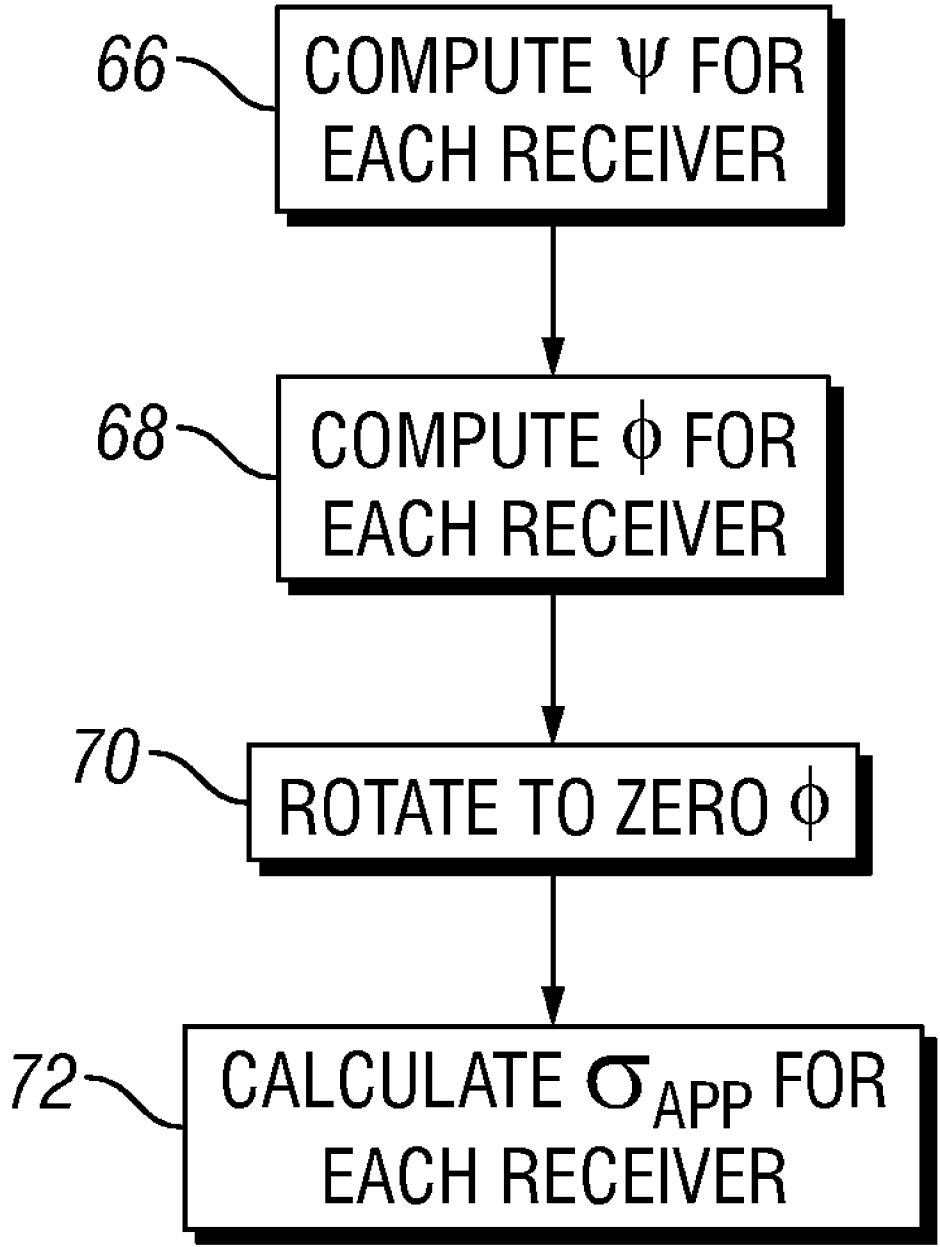 66
COMPUTE ψ FOR
EACH RECEIVER
68
COMPUTE ϕ FOR
EACH RECEIVER
70
ROTATE TO ZERO ϕ
72
CALCULATE σAPP FOR
EACH RECEIVER